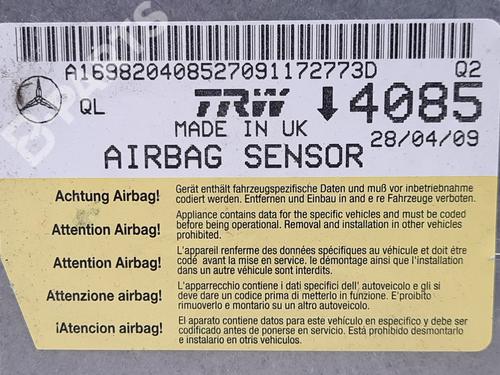 A1698204085270911727​73D Q2
QL TRW 4085
MADE IN UK 28/04/09
AIRBAG SENSOR
Achtung Airbag! Gerät enthält fahrzeugspezifische Daten und muß vor inbetriebnahme
codiert werden. Entfernen und Einbau in and e re Fahrzeuge verboten.
Attention Airbag! Appliance contains data for the specific vehicles and must be coded
before being operational. Removal and installation in other vehicles
prohibited.
Attention Airbag! L'appareil renferme des données spécifiques au véhicule et doit être
codé avant la mise en service. le démontage ainsi que l'installation
dans un autre véhicule sont interdits.
Attenzione airbag! L'apparecchio contiene i dati specifici dell' autoveicolo e gli si
deve dare un codice prima di metterlo in funzione. E'proibito
rimuoverlo e montario su un altro autoveicolo.
¡Atencion airbag! El aparato contiene datos para este vehículo en específico y debe ser
codificado antes de ponerse en servicio. Está prohibido desmontarlo
e instalarlo en otrls vehículo.